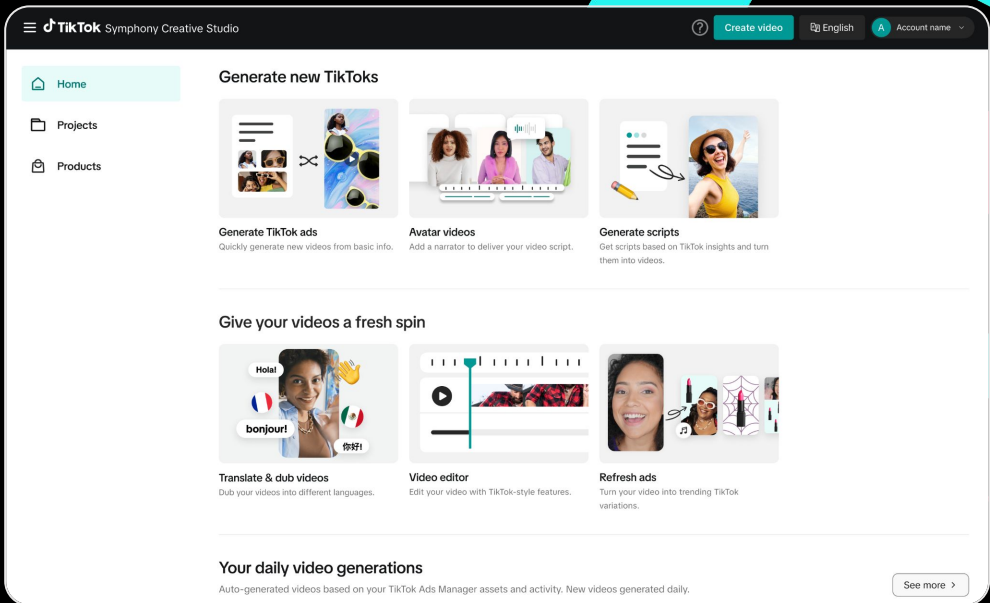 TikTok Symphony Creative Studio
? Create video English A Account name
Home
Projects
Products
Generate new TikToks
Generate TikTok ads
Quickly generate new videos from basic info.
Avatar videos
Add a narrator to deliver your video script.
Generate scripts
Get scripts based on TikTok insights and turn
them into videos.
Give your videos a fresh spin
Hola!
bonjour!
你好!
Translate & dub videos
Dub your videos into different languages.
Video editor
Edit your video with TikTok-style features.
Refresh ads
Turn your video into trending TikTok
variations.
Your daily video generations
Auto-generated videos based on your TikTok Ads Manager assets and activity. New videos generated daily.
See more